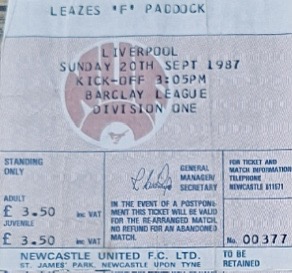 LEAZES "F" PADDOCK
LIVERPOOL
SUNDAY 20TH SEPT 1987
KICK-OFF 3:05PM
BARCLAY LEAGUE
DIVISION ONE
STANDING
ONLY
ADULT
£ 3.50 inc VAT
JUVENILE
£ 3.50 inc VAT
GENERAL
MANAGER/
SECRETARY
IN THE EVENT OF A POSTPONE-
MENT THIS TICKET WILL BE VALID
FOR THE RE-ARRANGED MATCH.
NO REFUND FOR AN ABANDONED
MATCH.
FOR TICKET AND
MATCH INFORMATION
TELEPHONE
NEWCASTLE 611571
No. 00377
NEWCASTLE UNITED F.C. LTD.
ST. JAMES' PARK, NEWCASTLE UPON TYNE
TO BE
RETAINED